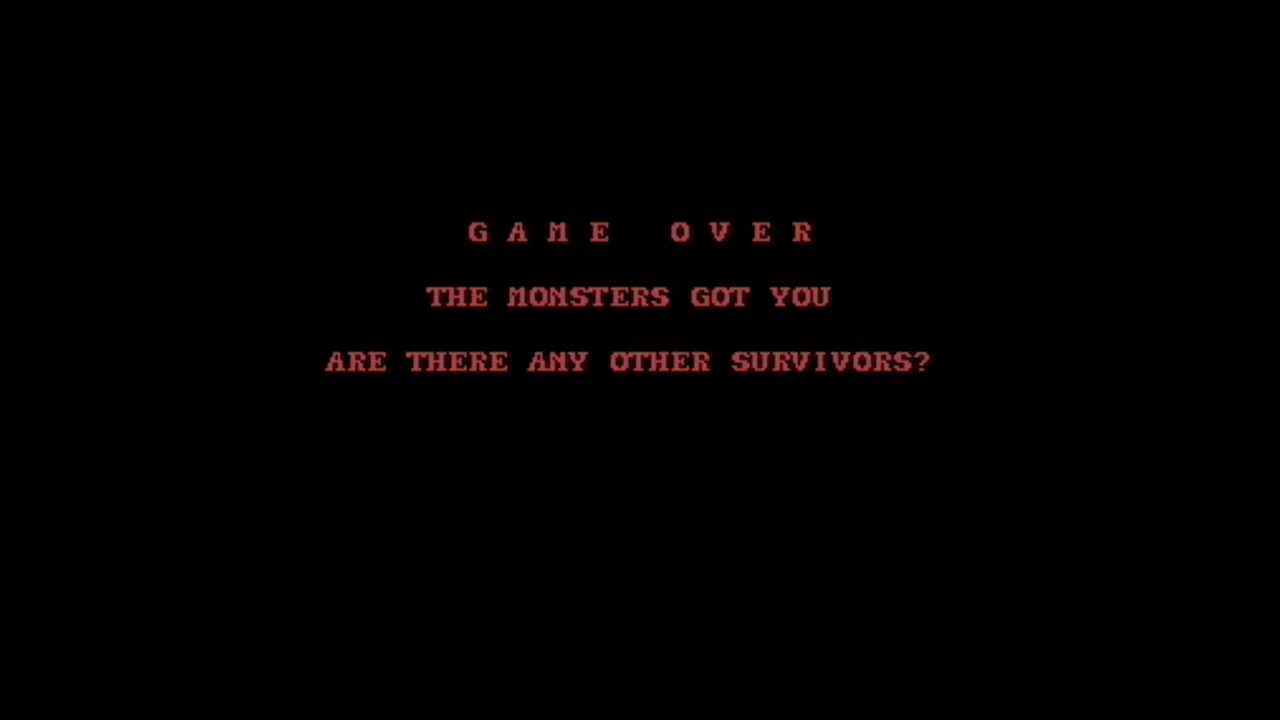 G A M E   O V E R
THE MONSTERS GOT YOU
ARE THERE ANY OTHER SURVIVORS?